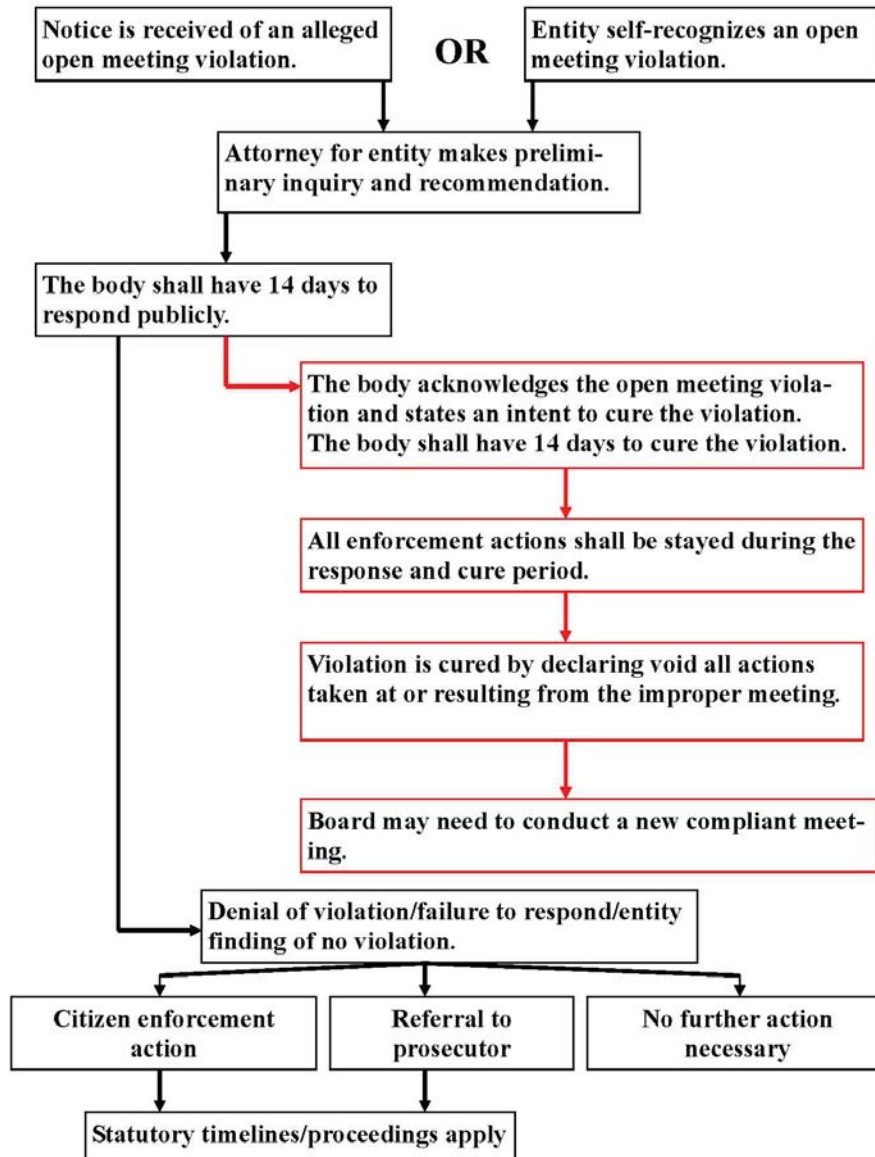 Notice is received of an alleged
open meeting violation.
OR
Entity self-recognizes an open
meeting violation.
Attorney for entity makes prelimi-
nary inquiry and recommendation.
The body shall have 14 days to
respond publicly.
The body acknowledges the open meeting viola-
tion and states an intent to cure the violation.
The body shall have 14 days to cure the violation.
All enforcement actions shall be stayed during the
response and cure period.
Violation is cured by declaring void all actions
taken at or resulting from the improper meeting.
Board may need to conduct a new compliant meet-
ing.
Denial of violation/failure to respond/entity
finding of no violation.
Citizen enforcement
action
Referral to
prosecutor
No further action
necessary
Statutory timelines/proceedings apply